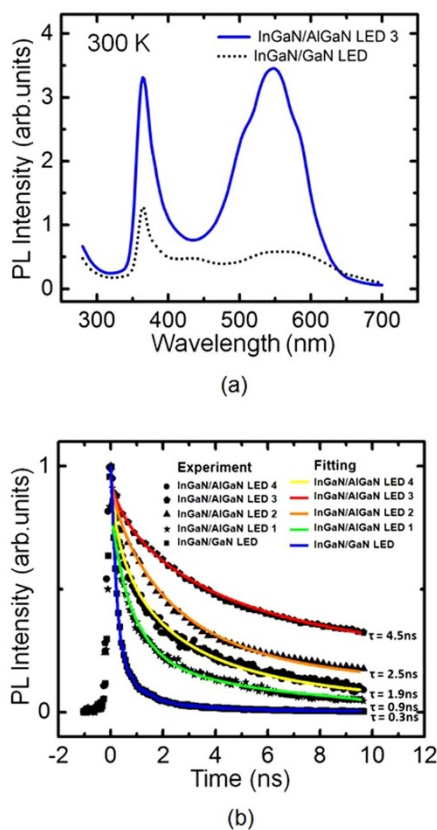 300 K
InGaN/AlGaN LED 3
InGaN/GaN LED
PL Intensity (arb.units)
4
3
2
1
0
300 400 500 600 700
Wavelength (nm)
(a)
PL Intensity (arb.units)
1
0
Experiment Fitting
InGaN/AlGaN LED 4 InGaN/AlGaN LED 4
InGaN/AlGaN LED 3 InGaN/AlGaN LED 3
InGaN/AlGaN LED 2 InGaN/AlGaN LED 2
InGaN/AlGaN LED 1 InGaN/AlGaN LED 1
InGaN/GaN LED InGaN/GaN LED
τ = 4.5ns
τ = 2.5ns
τ = 1.9ns
τ = 0.9ns
τ = 0.3ns
-2 0 2 4 6 8 10 12
Time (ns)
(b)